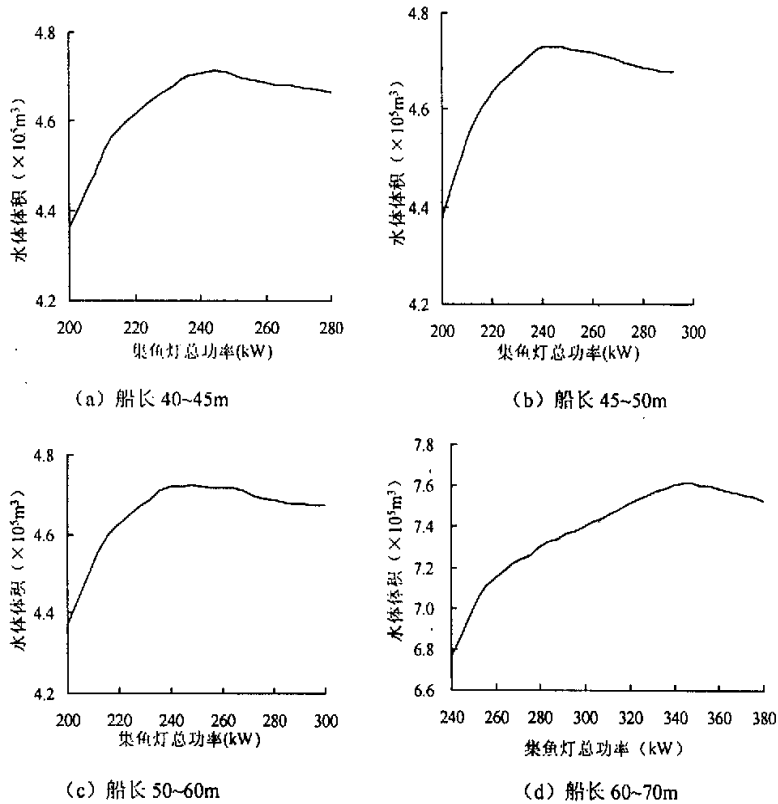 4.8
4.6
4.4
4.2
水体体积（×10⁵m³）
200 220 240 260 280
集鱼灯总功率(kW)
（a）船长 40~45m
4.8
4.6
4.4
4.2
水体体积（×10⁵m³）
200 220 240 260 280 300
集鱼灯总功率(kW)
（b）船长 45~50m
4.8
4.6
4.4
4.2
水体体积（×10⁵m³）
200 220 240 260 280 300
集鱼灯总功率(kW)
（c）船长 50~60m
7.8
7.6
7.4
7.2
7.0
6.8
6.6
水体体积（×10⁵m³）
240 260 280 300 320 340 360 380
集鱼灯总功率（kW）
（d）船长 60~70m